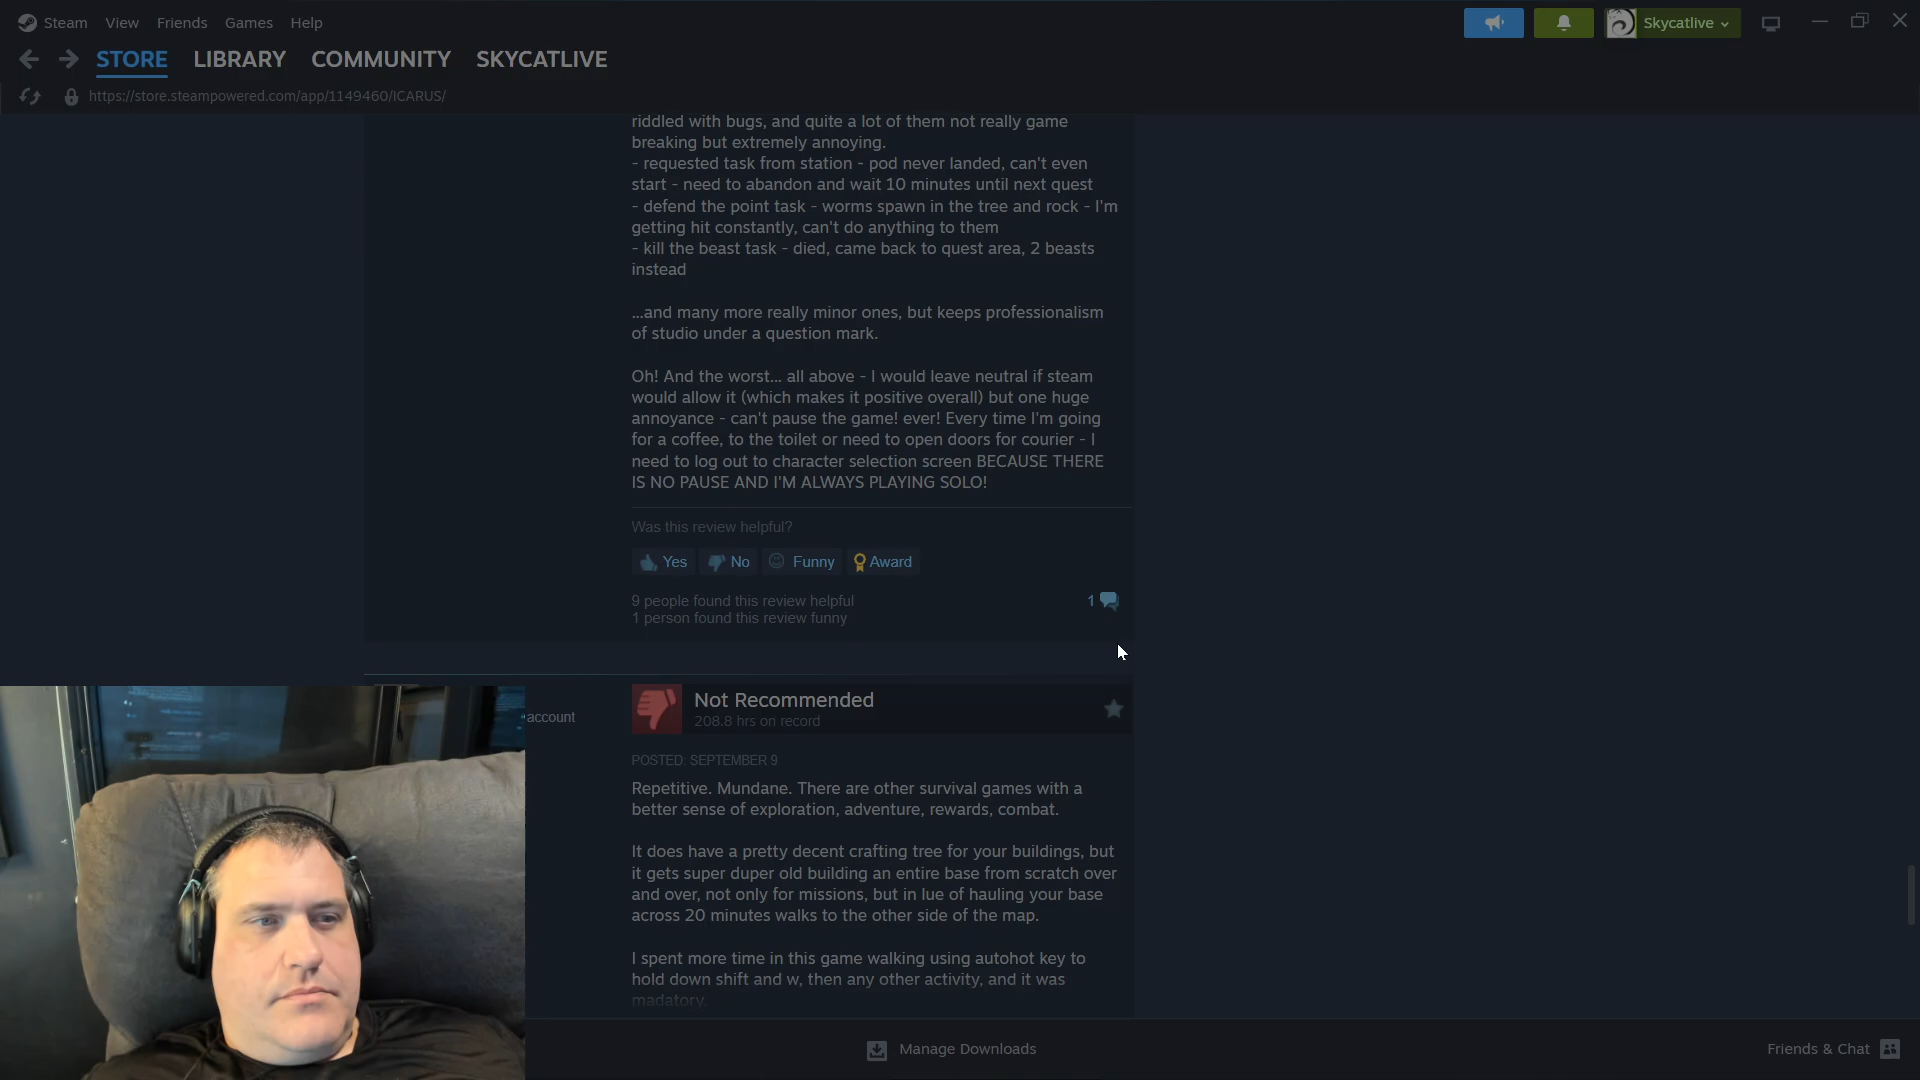 Steam View Friends Games Help
Skycatlive
STORE LIBRARY COMMUNITY SKYCATLIVE
https://store.steampowered.com/app/1149460/ICARUS/
riddled with bugs, and quite a lot of them not really game
breaking but extremely annoying.
- requested task from station - pod never landed, can't even
start - need to abandon and wait 10 minutes until next quest
- defend the point task - worms spawn in the tree and rock - I'm
getting hit constantly, can't do anything to them
- kill the beast task - died, came back to quest area, 2 beasts
instead
...and many more really minor ones, but keeps professionalism
of studio under a question mark.
Oh! And the worst... all above - I would leave neutral if steam
would allow it (which makes it positive overall) but one huge
annoyance - can't pause the game! ever! Every time I'm going
for a coffee, to the toilet or need to open doors for courier - I
need to log out to character selection screen BECAUSE THERE
IS NO PAUSE AND I'M ALWAYS PLAYING SOLO!
Was this review helpful?
Yes No Funny Award
9 people found this review helpful
1
1 person found this review funny
Not Recommended
208.8 hrs on record
account
POSTED: SEPTEMBER 9
Repetitive. Mundane. There are other survival games with a
better sense of exploration, adventure, rewards, combat.
It does have a pretty decent crafting tree for your buildings, but
it gets super duper old building an entire base from scratch over
and over, not only for missions, but in lue of hauling your base
across 20 minutes walks to the other side of the map.
I spent more time in this game walking using autohot key to
hold down shift and w, then any other activity, and it was
madatory.
Manage Downloads
Friends & Chat